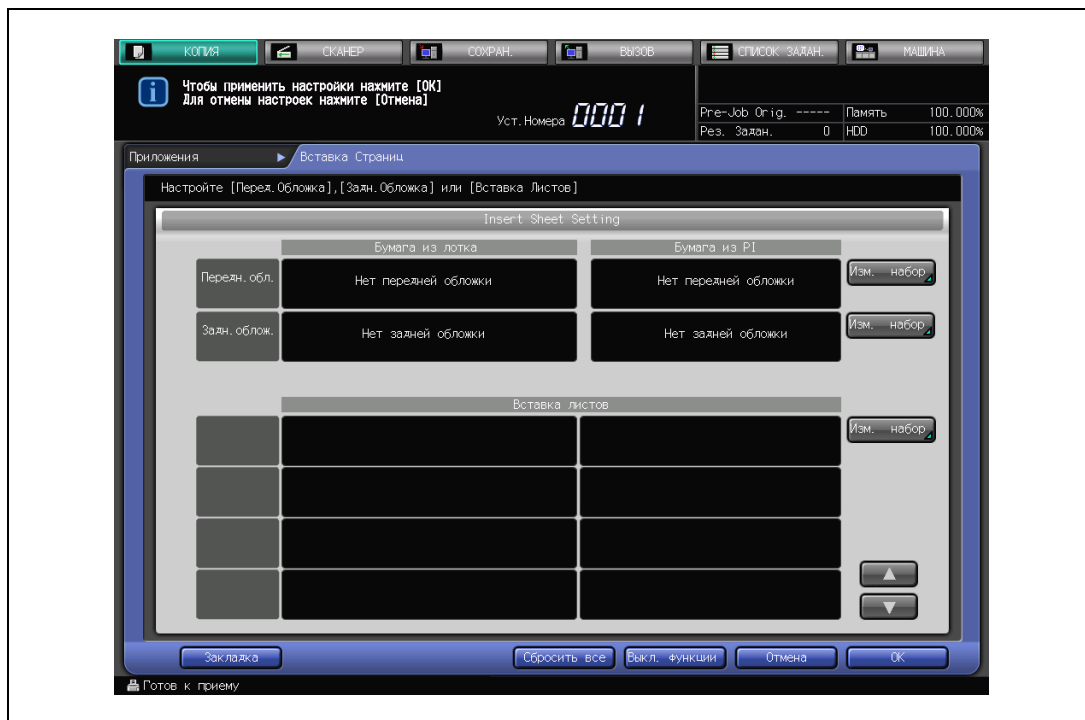 КОПИЯ СКАНЕР СОХРАН. ВЫЗОВ СПИСОК ЗАДАН. МАШИНА
Чтобы применить настройки нажмите [OK]
Для отмены настроек нажмите [Отмена]
Уст.Номера 0001
Pre-Job Orig. ----- Память 100.000%
Рез. Задан. 0 HDD 100.000%
Приложения Вставка Страниц
Настройте [Перед.Обложка],[Задн.Обложка] или [Вставка Листов]
Insert Sheet Setting
Бумага из лотка Бумага из PI
Передн.обл. Нет передней обложки Нет передней обложки Изм. набор
Задн.облож. Нет задней обложки Нет задней обложки Изм. набор
Вставка листов
Изм. набор
Закладка Сбросить все Выкл. функции Отмена OK
Готов к приему